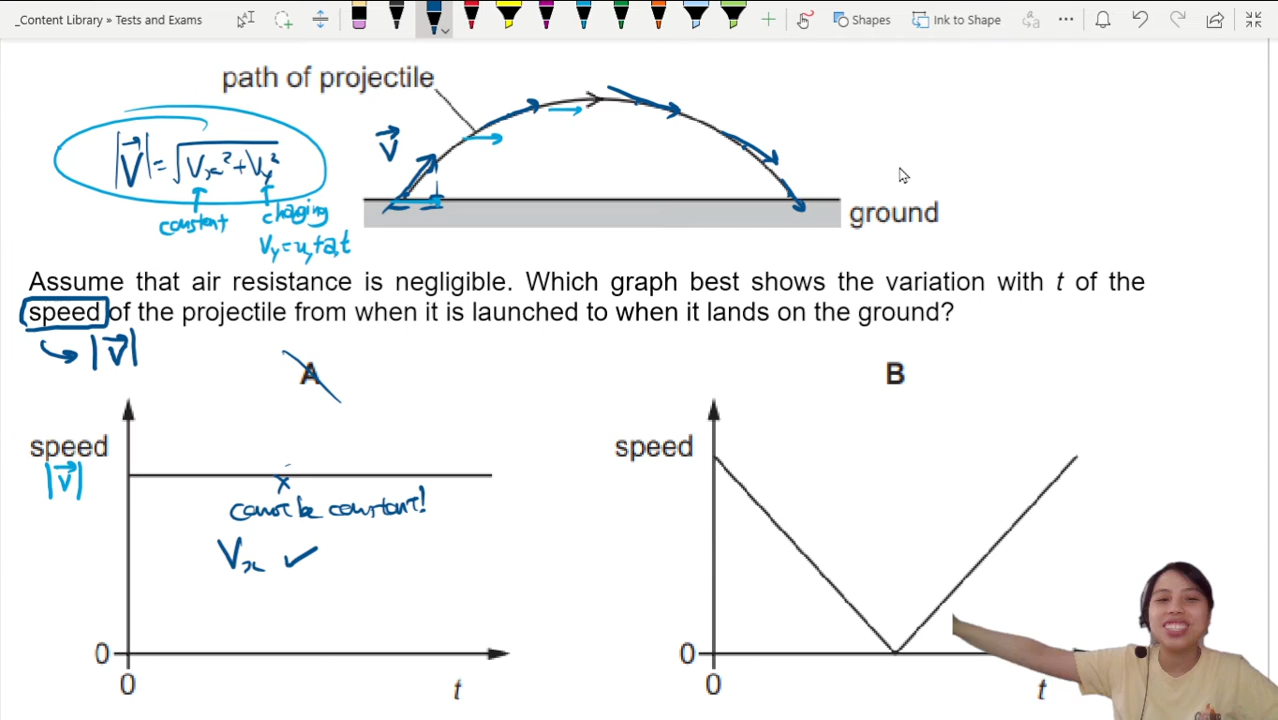 _Content Library » Tests and Exams
Shapes
Ink to Shape
path of projectile
|V| = √Vx² + Vy²
constant
changing
Vy = uy + ayt
V
ground
Assume that air resistance is negligible. Which graph best shows the variation with t of the
speed of the projectile from when it is launched to when it lands on the ground?
|V|
A
B
speed
|V|
x
cannot be constant!
Vx ✓
0
0
t
speed
0
0
t